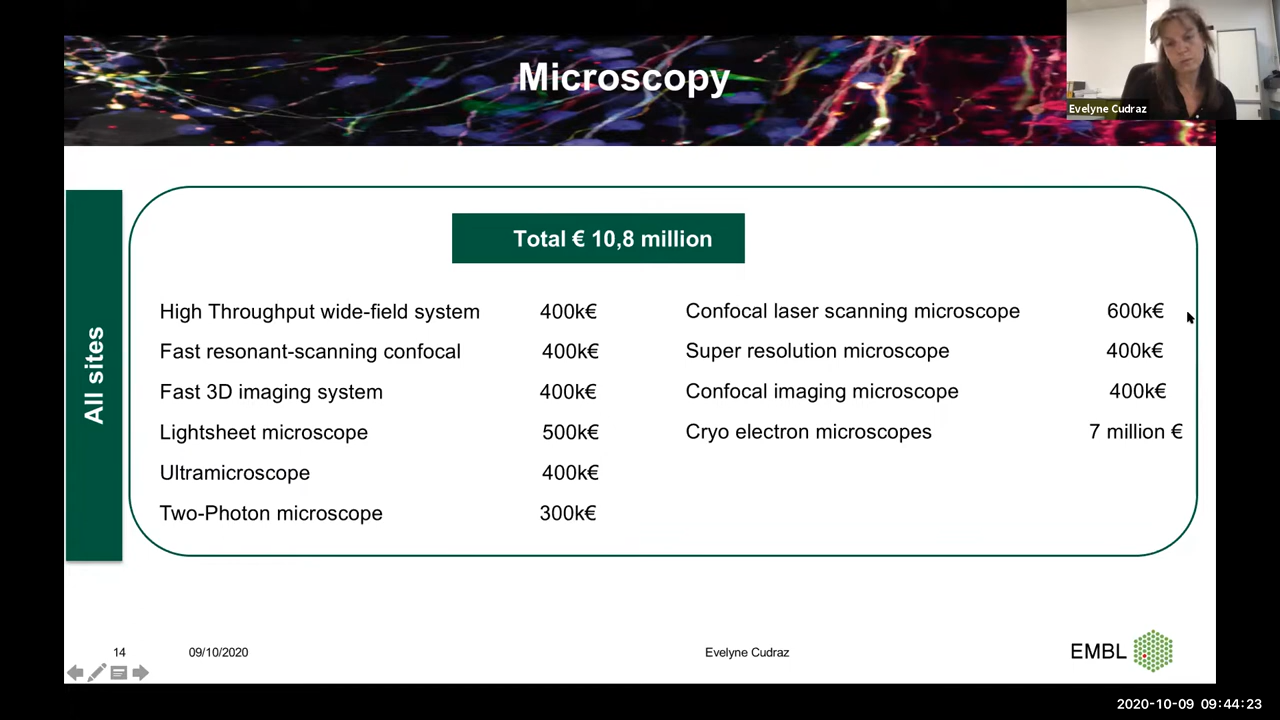 Microscopy
Evelyne Cudraz
All sites
Total € 10,8 million
High Throughput wide-field system 400k€
Fast resonant-scanning confocal 400k€
Fast 3D imaging system 400k€
Lightsheet microscope 500k€
Ultramicroscope 400k€
Two-Photon microscope 300k€
Confocal laser scanning microscope 600k€
Super resolution microscope 400k€
Confocal imaging microscope 400k€
Cryo electron microscopes 7 million €
14 09/10/2020 Evelyne Cudraz EMBL
2020-10-09 09:44:23